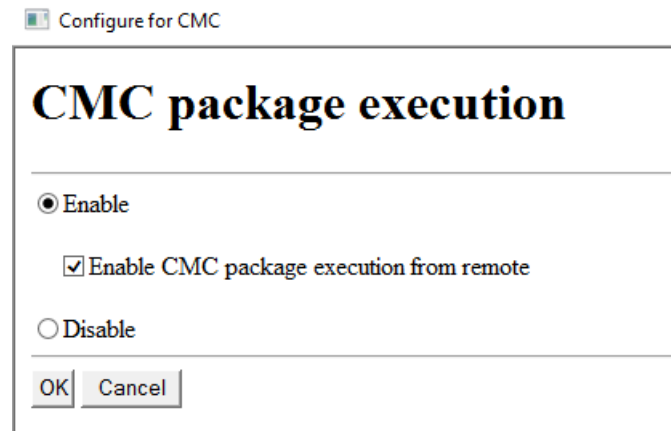 Configure for CMC
CMC package execution
Enable
Enable CMC package execution from remote
Disable
OK Cancel